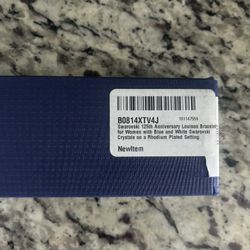 B0814XTV4J
Swarovski 125th Anniversary Louison Bracelet
for Women with Blue and White Swarovski
Crystals on a Rhodium Plated Setting
NewItem